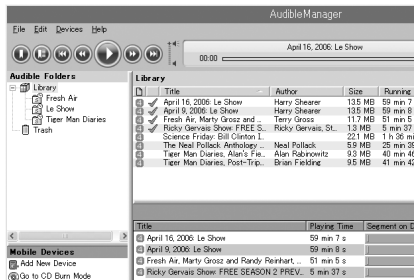 AudibleManager
File Edit Devices Help
April 16, 2006: Le Show
00:00
Audible Folders
Library
Fresh Air
Le Show
Tiger Man Diaries
Trash
Mobile Devices
Add New Device
Go to CD Burn Mode
Library
Title Author Size Running
April 16, 2006: Le Show Harry Shearer 13.5 MB 59 min 7
April 9, 2006: Le Show Harry Shearer 13.5 MB 59 min 8
Fresh Air, Marty Grosz and ... Terry Gross 11.7 MB 51 min 5
Ricky Gervais Show: FREE S... Ricky Gervais, St... 1.3 MB 5 min 37
Science Friday: Bill Clinton I... 22.1 MB 1 h 36 mi
The Neal Pollack Anthology ... Neal Pollack 5.9 MB 25 min 39
Tiger Man Diaries, Alan's Fie... Alan Rabinowitz 9.3 MB 40 min 46
Tiger Man Diaries, Post-Trip... Brian Fielding 9.5 MB 41 min 42
Title Playing Time Segment on D
April 16, 2006: Le Show 59 min 7 s
April 9, 2006: Le Show 59 min 8 s
Fresh Air, Marty Grosz and Randy Reinhart, ... 51 min 5 s
Ricky Gervais Show: FREE SEASON 2 PREV... 5 min 37 s